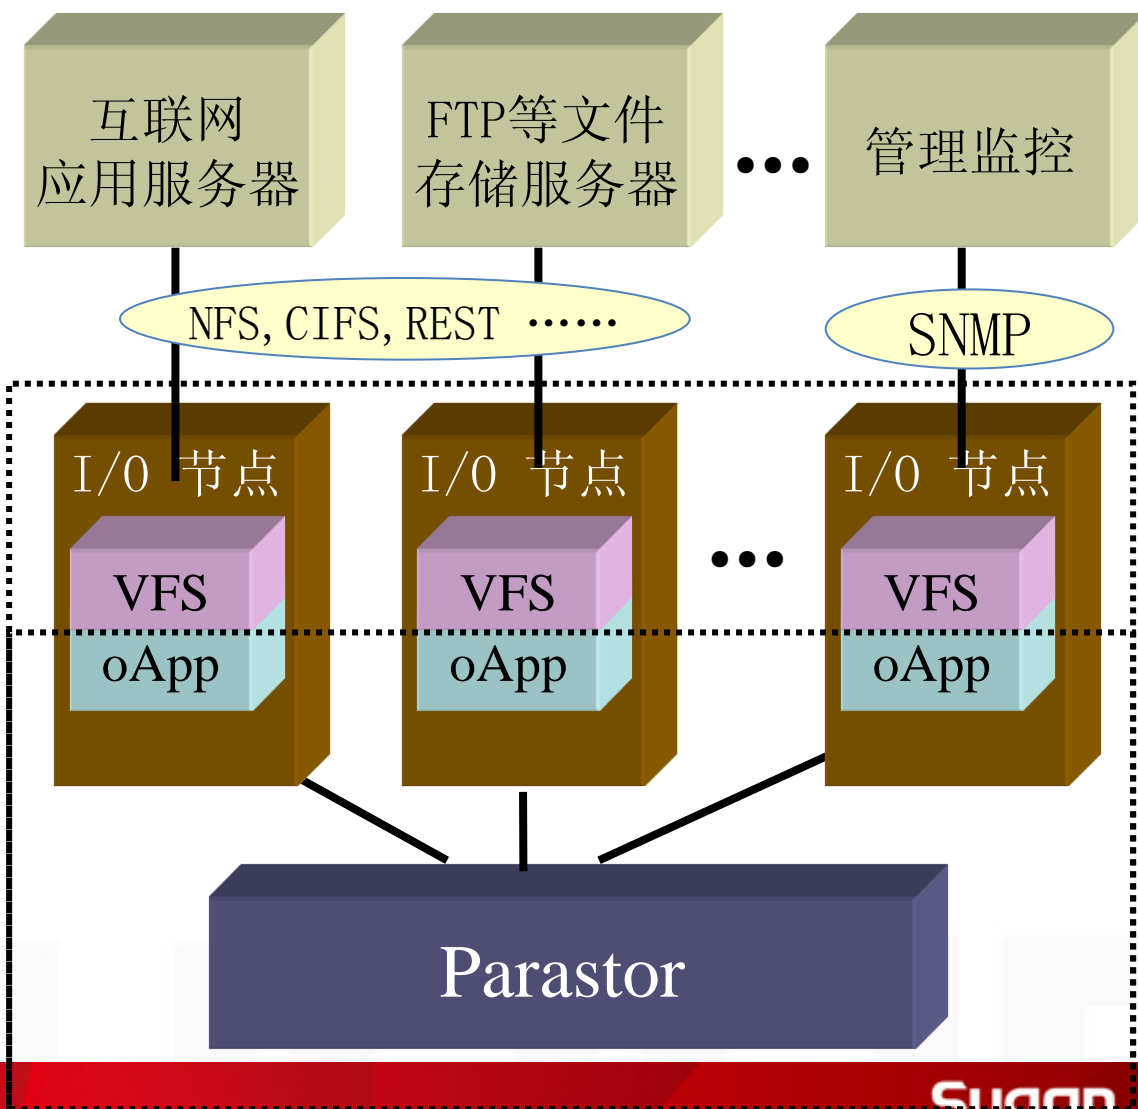 互联网
应用服务器
FTP等文件
存储服务器
•••
管理监控
NFS,CIFS,REST ……
SNMP
I/O 节点
I/O 节点
I/O 节点
•••
VFS
VFS
VFS
oApp
oApp
oApp
Parastor